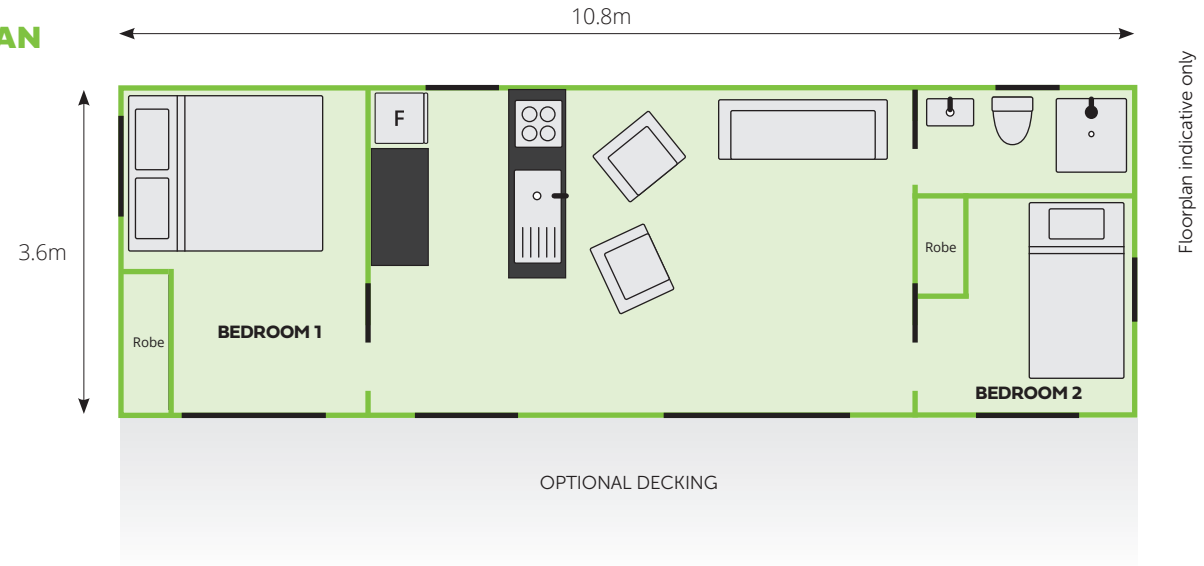 10.8m
AN
Floorplan indicative only
F
3.6m
Robe
Robe
BEDROOM 1
BEDROOM 2
OPTIONAL DECKING